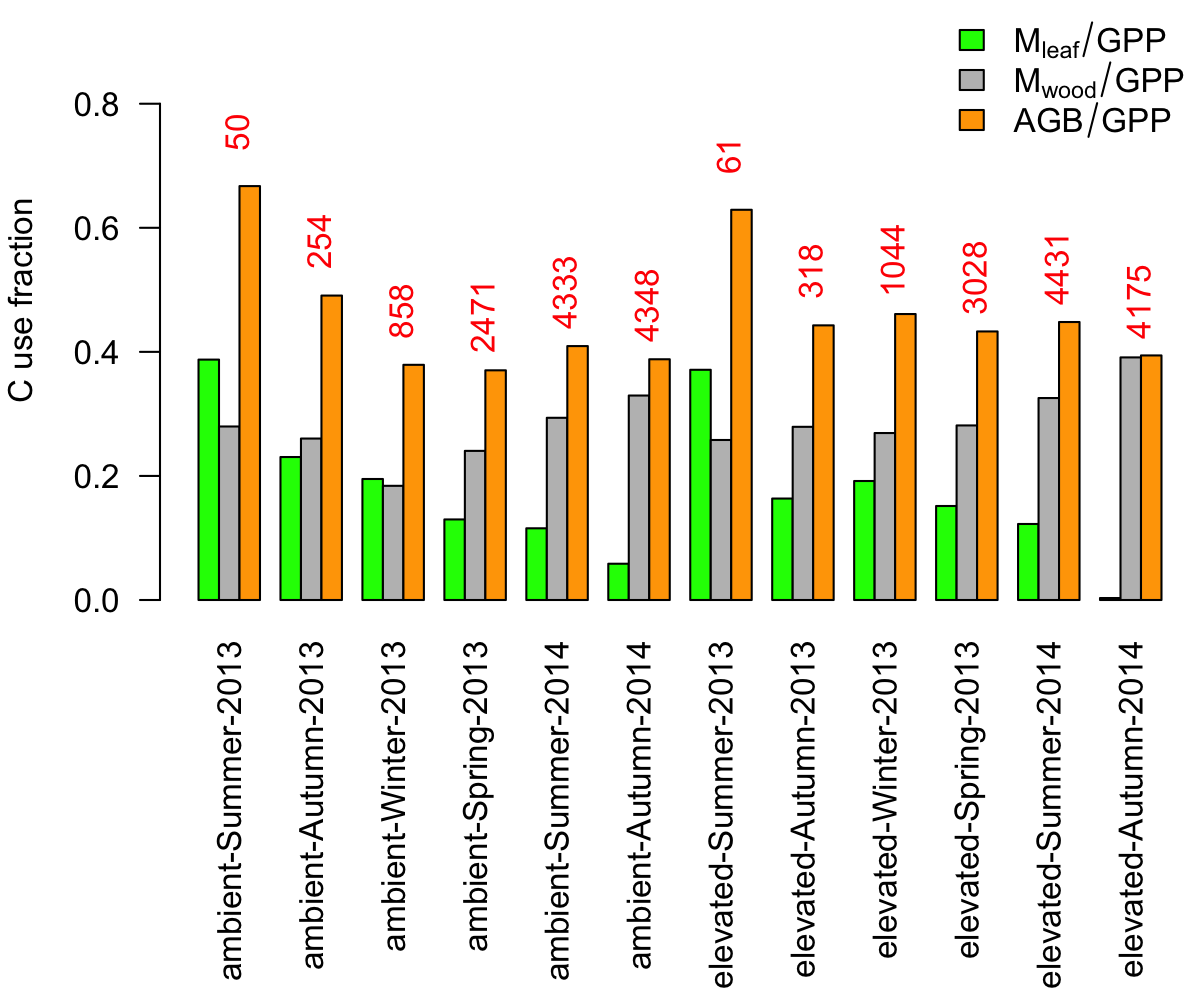 M_leaf/GPP
M_wood/GPP
AGB/GPP
C use fraction
0.8
0.6
0.4
0.2
0.0
50
254
858
2471
4333
4348
61
318
1044
3028
4431
4175
ambient-Summer-2013
ambient-Autumn-2013
ambient-Winter-2013
ambient-Spring-2013
ambient-Summer-2014
ambient-Autumn-2014
elevated-Summer-2013
elevated-Autumn-2013
elevated-Winter-2013
elevated-Spring-2013
elevated-Summer-2014
elevated-Autumn-2014